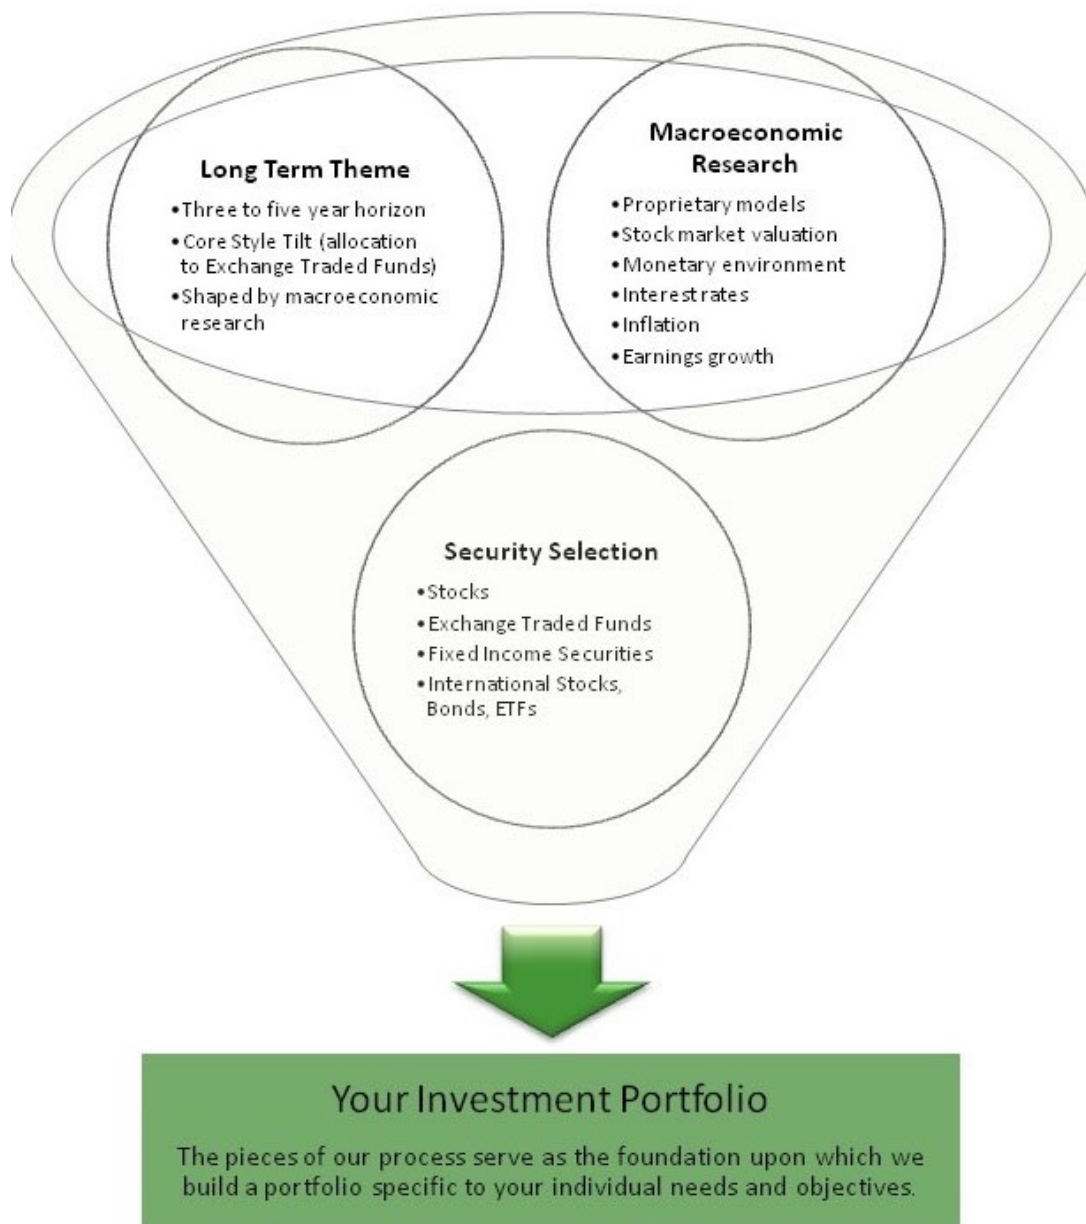 Long Term Theme
•Three to five year horizon
•Core Style Tilt (allocation
to Exchange Traded Funds)
•Shaped by macroeconomic
research
Macroeconomic
Research
•Proprietary models
•Stock market valuation
•Monetary environment
•Interest rates
•Inflation
•Earnings growth
Security Selection
•Stocks
•Exchange Traded Funds
•Fixed Income Securities
•International Stocks,
Bonds, ETFs
Your Investment Portfolio
The pieces of our process serve as the foundation upon which we
build a portfolio specific to your individual needs and objectives.